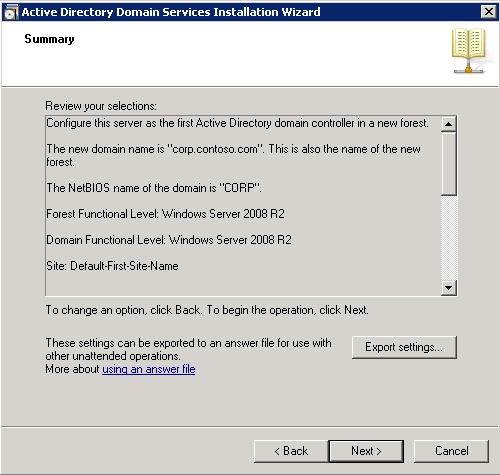 Active Directory Domain Services Installation Wizard
Summary
Review your selections:
Configure this server as the first Active Directory domain controller in a new forest.
The new domain name is "corp.contoso.com". This is also the name of the new
forest.
The NetBIOS name of the domain is "CORP".
Forest Functional Level: Windows Server 2008 R2
Domain Functional Level: Windows Server 2008 R2
Site: Default-First-Site-Name
To change an option, click Back. To begin the operation, click Next.
These settings can be exported to an answer file for use with
other unattended operations.
More about using an answer file
Export settings...
< Back
Next >
Cancel